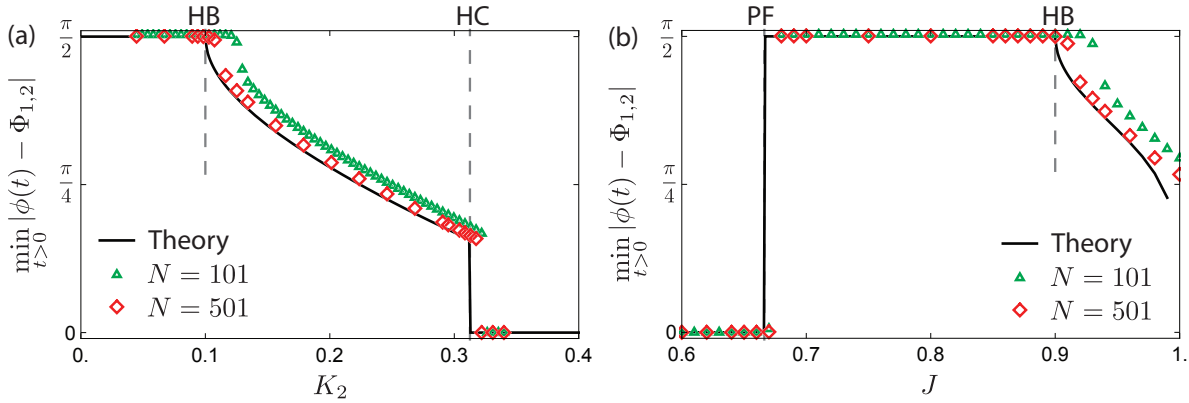 (a)
HB
HC
π/2
π/4
0
min t>0 |ϕ(t) − Φ1,2|
Theory
N = 101
N = 501
0.
0.1
0.2
0.3
0.4
K2
(b)
PF
HB
π/2
π/4
0
min t>0 |ϕ(t) − Φ1,2|
Theory
N = 101
N = 501
0.6
0.7
0.8
0.9
1.
J